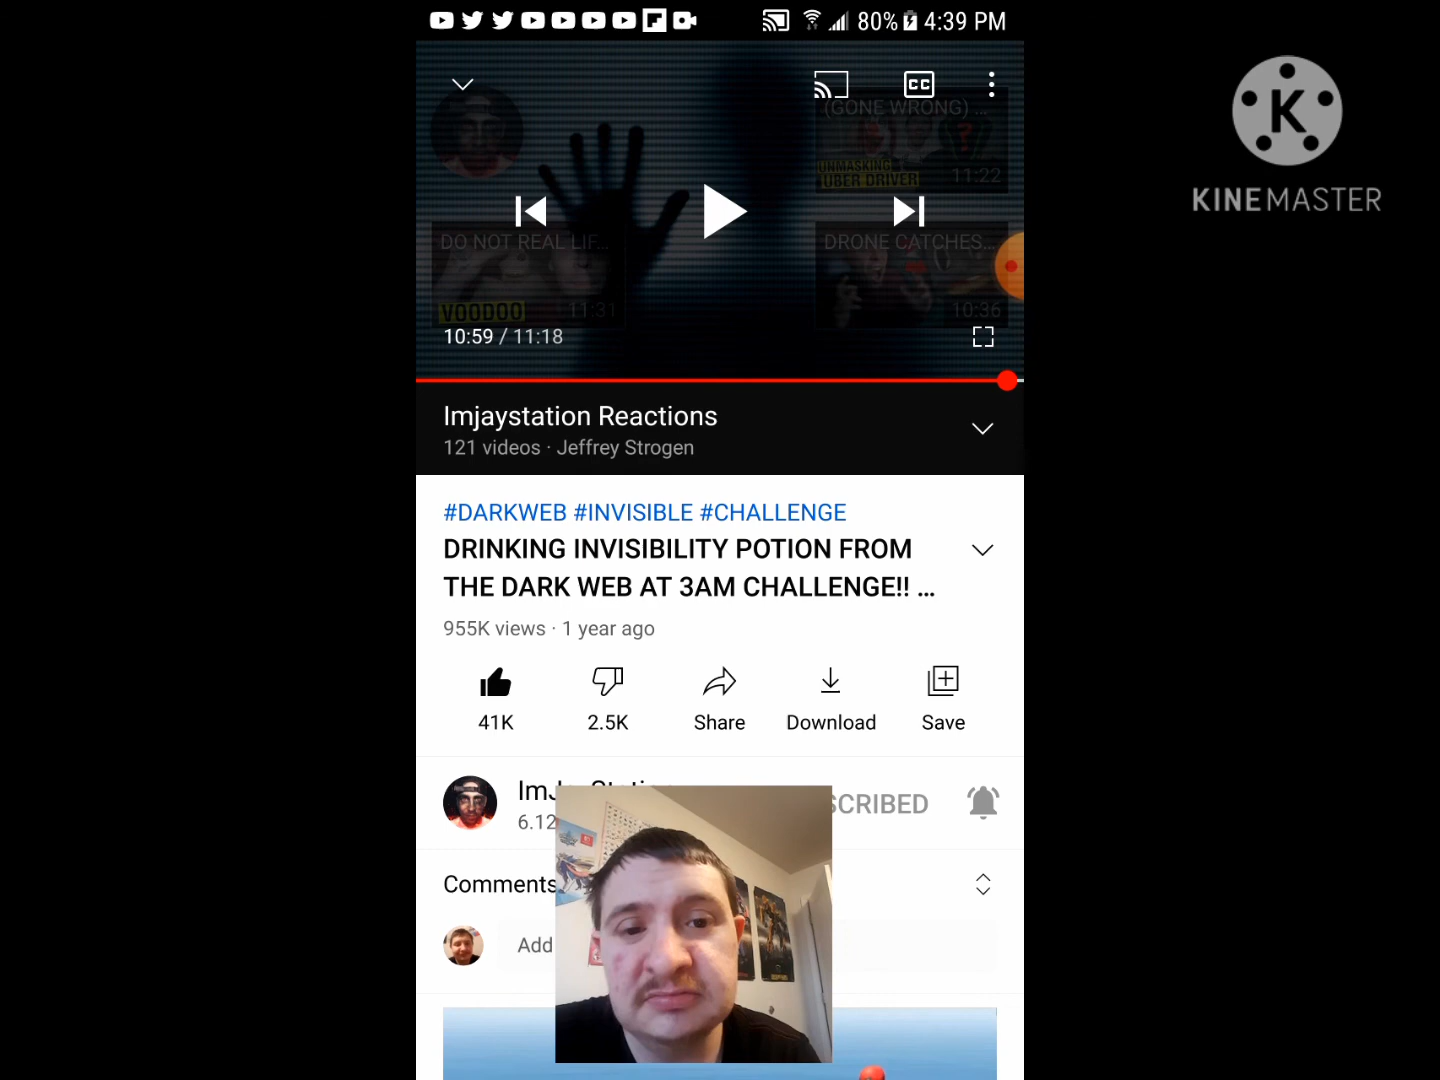 80% 4:39 PM
CC
(GONE WRONG) ...
UNMASKING
UBER DRIVER
11:22
DO NOT REAL LIF...
DRONE CATCHES...
VOODOO
11:31
10:36
10:59 / 11:18
Imjaystation Reactions
121 videos · Jeffrey Strogen
#DARKWEB #INVISIBLE #CHALLENGE
DRINKING INVISIBILITY POTION FROM
THE DARK WEB AT 3AM CHALLENGE!! ...
955K views · 1 year ago
41K
2.5K
Share
Download
Save
SCRIBED
6.12
Comments
Add
K
KINEMASTER